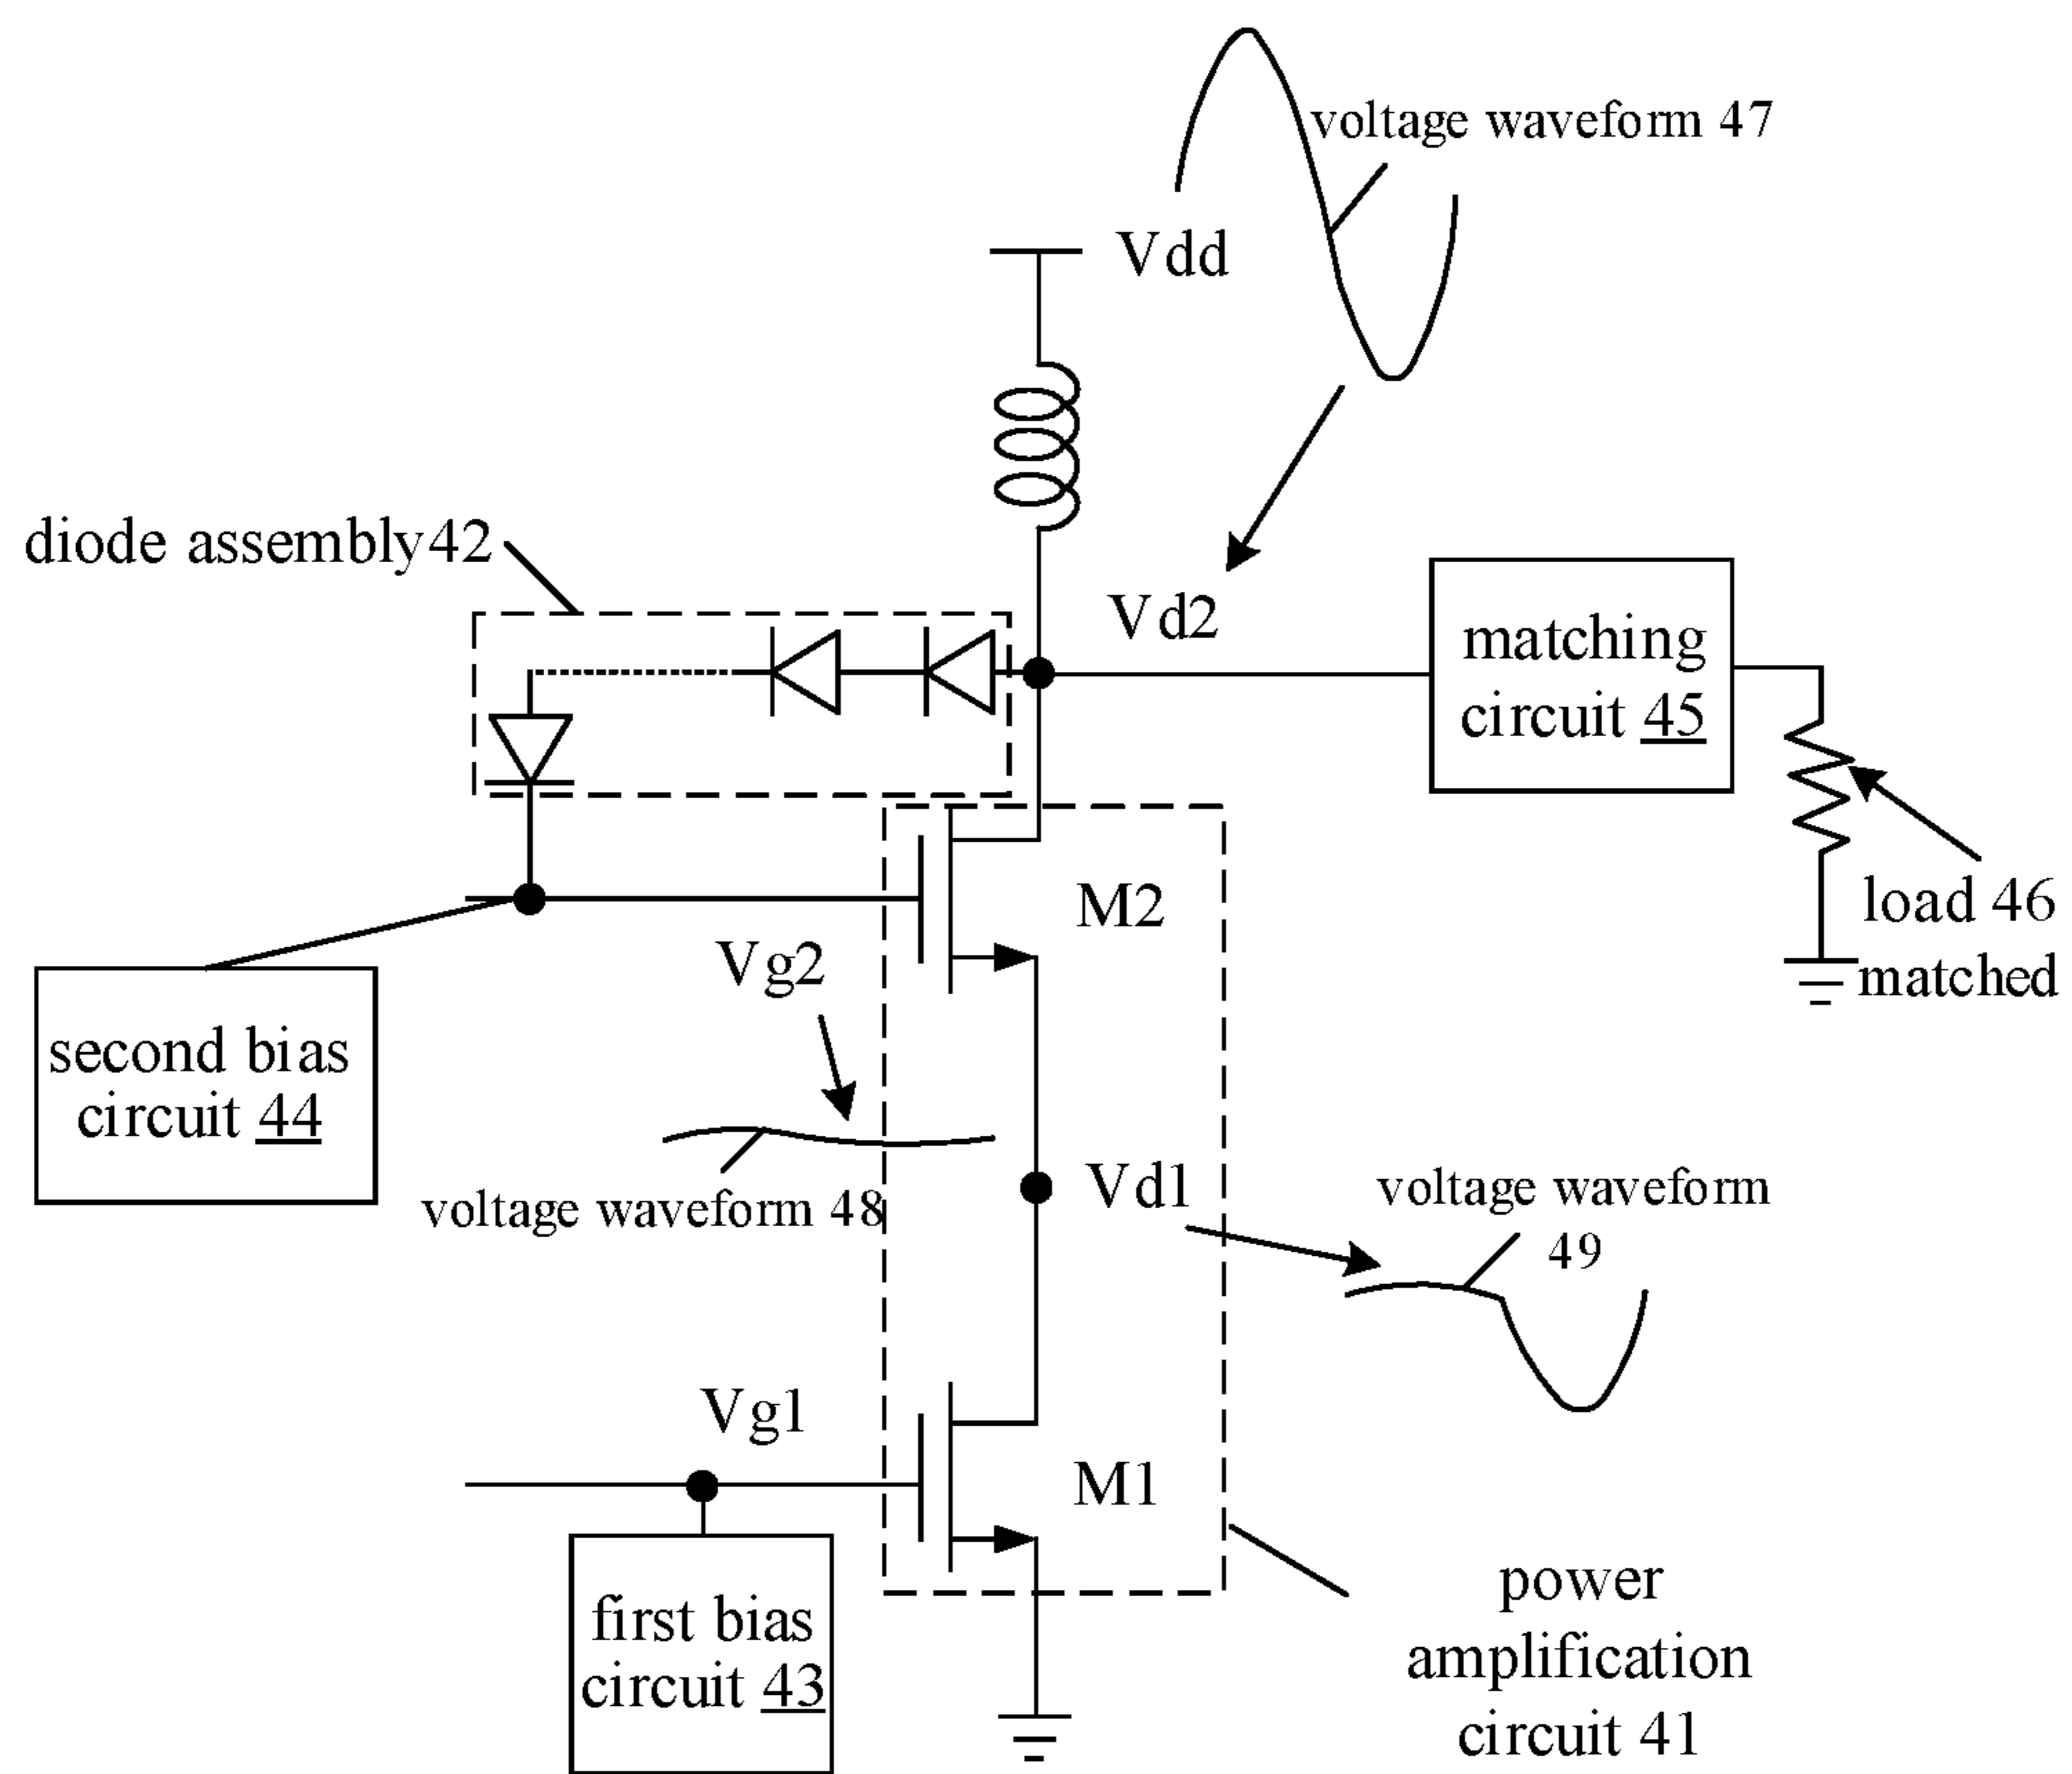 voltage waveform 47
Vdd
diode assembly42
Vd2
matching
circuit 45
M2
load 46
matched
Vg2
second bias
circuit 44
Vd1
voltage waveform
49
voltage waveform 48
Vg1
M1
first bias
circuit 43
power
amplification
circuit 41